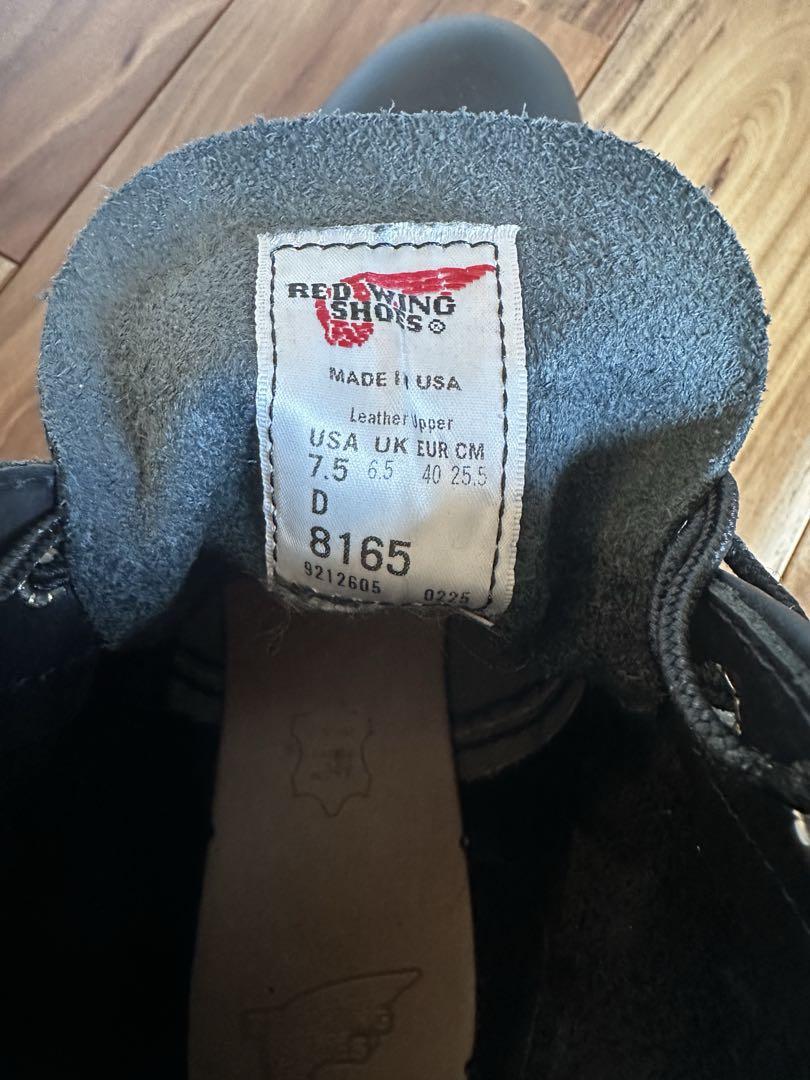 RED WING
SHOES®
MADE IN USA
Leather Upper
USA UK EUR CM
7.5 6.5 40 25.5
D
8165
9212605 0225